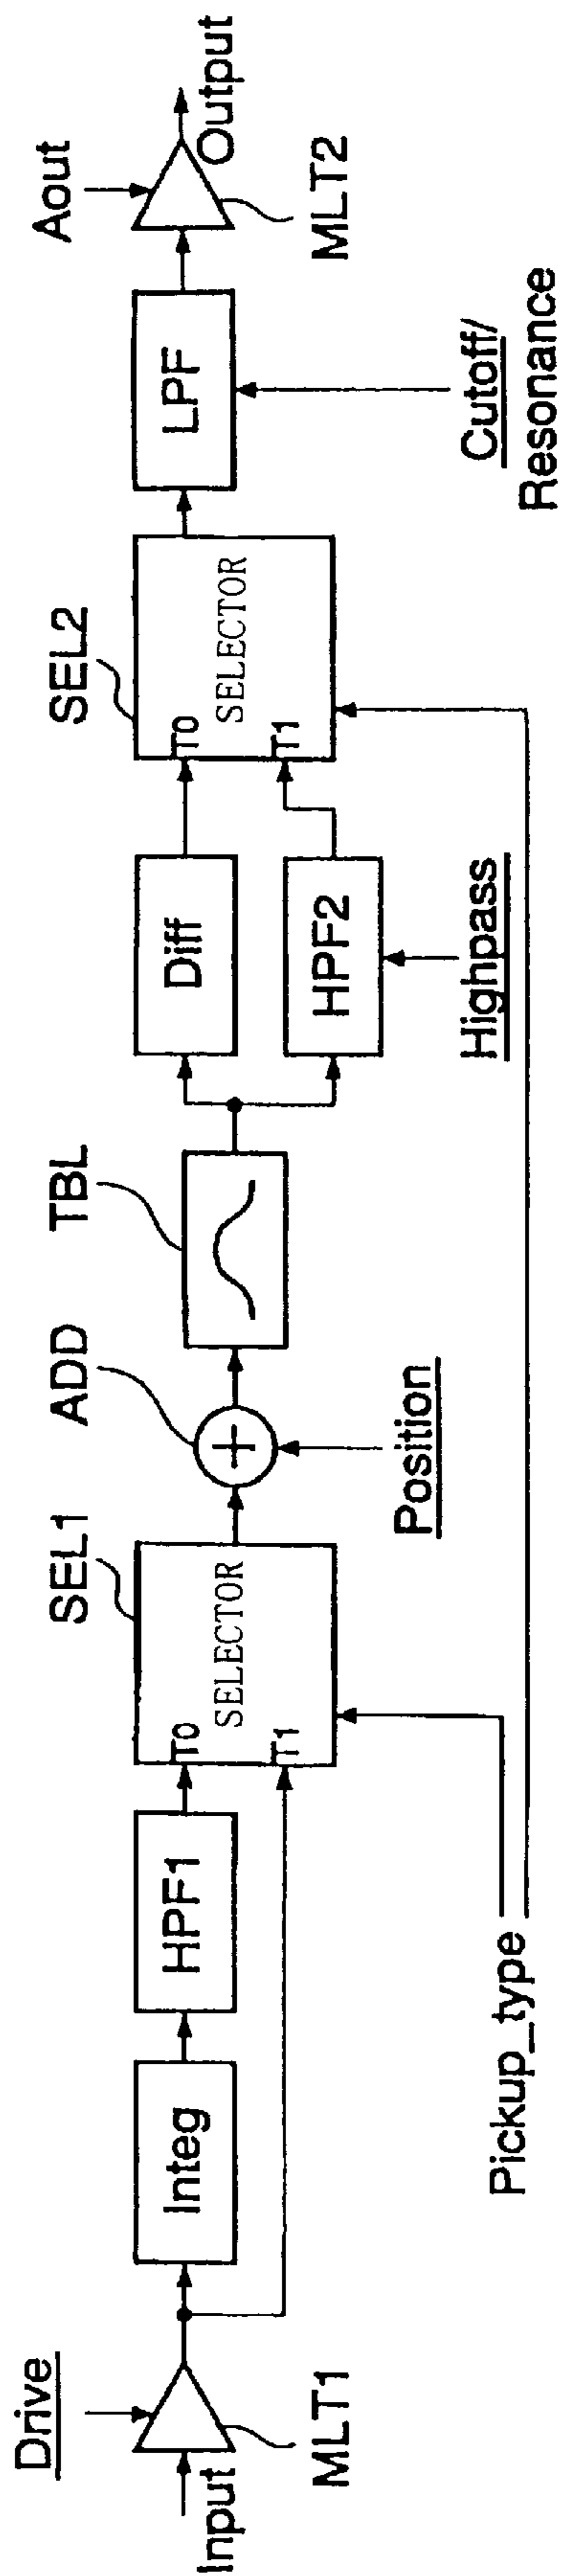 Input
Drive
MLT1
Integ
HPF1
T0
T1
SELECTOR
SEL1
Pickup_type
ADD
Position
TBL
Diff
HPF2
Highpass
T0
T1
SELECTOR
SEL2
LPF
Cutoff/
Resonance
Aout
MLT2
Output